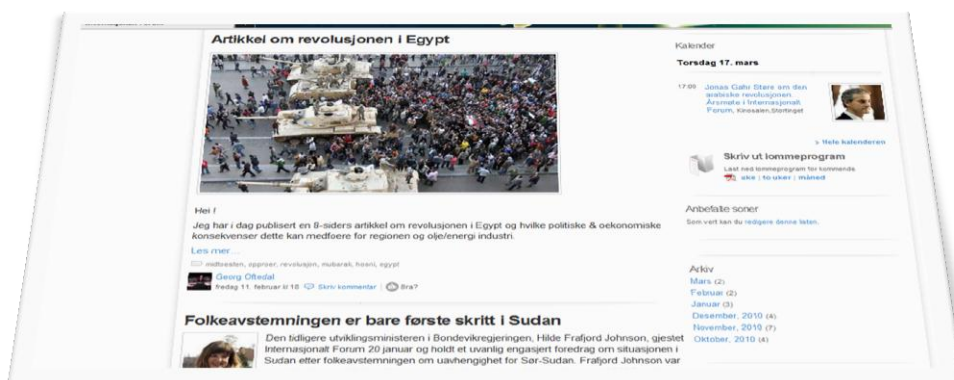 Artikkel om revolusjonen i Egypt
Hei !
Jeg har i dag publisert en 8-siders artikkel om revolusjonen i Egypt og hvilke politiske & oekonomiske
konsekvenser dette kan medfoere for regionen og olje/energi industri.
Les mer...
midtoesten, opproer, revolusjon, mubarak, hosni, egypt
Georg Oftedal
fredag 11. februar kl 18 Skriv kommentar | Bra?
Folkeavstemningen er bare første skritt i Sudan
Den tidligere utviklingsministeren i Bondevikregjeringen, Hilde Frafjord Johnson, gjestet
Internasjonalt Forum 20 januar og holdt et uvanlig engasjert foredrag om situasjonen i
Sudan etter folkeavstemningen om uavhengighet for Sør-Sudan. Frafjord Johnson var
Kalender
Torsdag 17. mars
17:00 Jonas Gahr Støre om den
arabiske revolusjonen.
Årsmøte i Internasjonalt
Forum, Kinosalen, Stortinget
> Hele kalenderen
Skriv ut lommeprogram
Last ned lommeprogram for kommende
uke | to uker | måned
Anbefalte soner
Som vert kan du redigere denne listen.
Arkiv
Mars (2)
Februar (2)
Januar (3)
Desember, 2010 (4)
November, 2010 (7)
Oktober, 2010 (4)